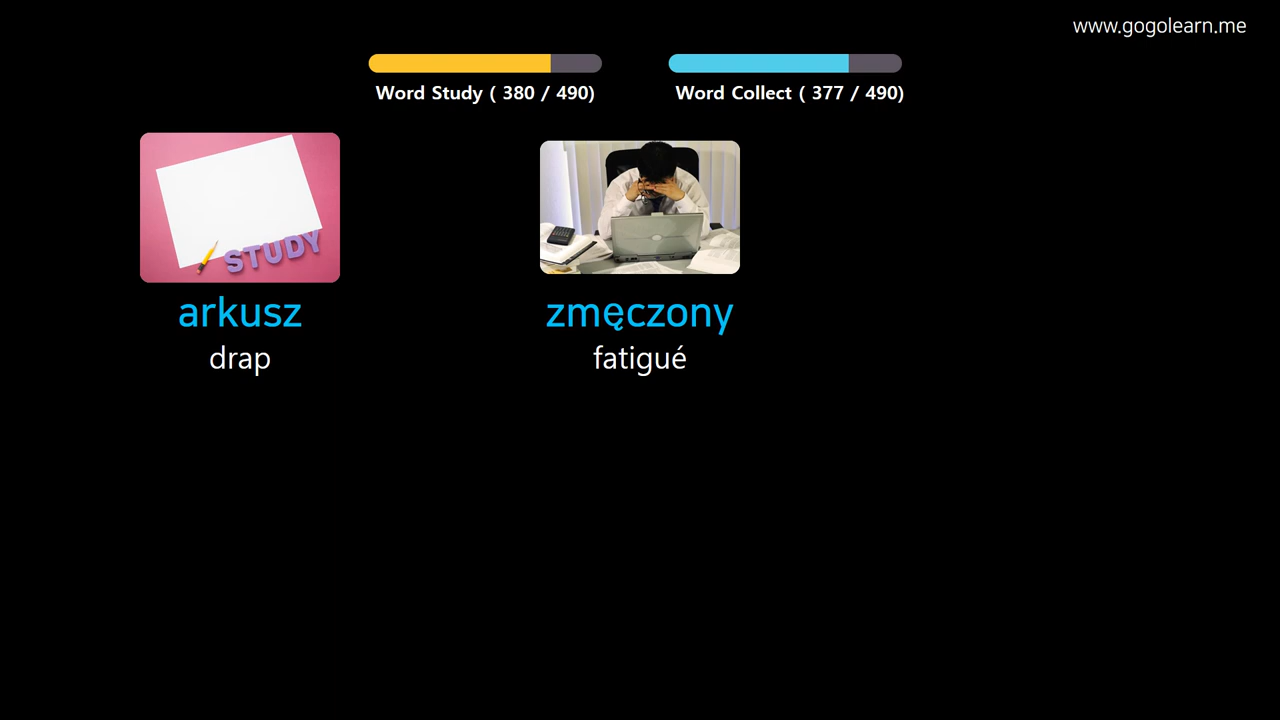 www.gogolearn.me
Word Study ( 380 / 490)
Word Collect ( 377 / 490)
STUDY
arkusz
drap
zmęczony
fatigué